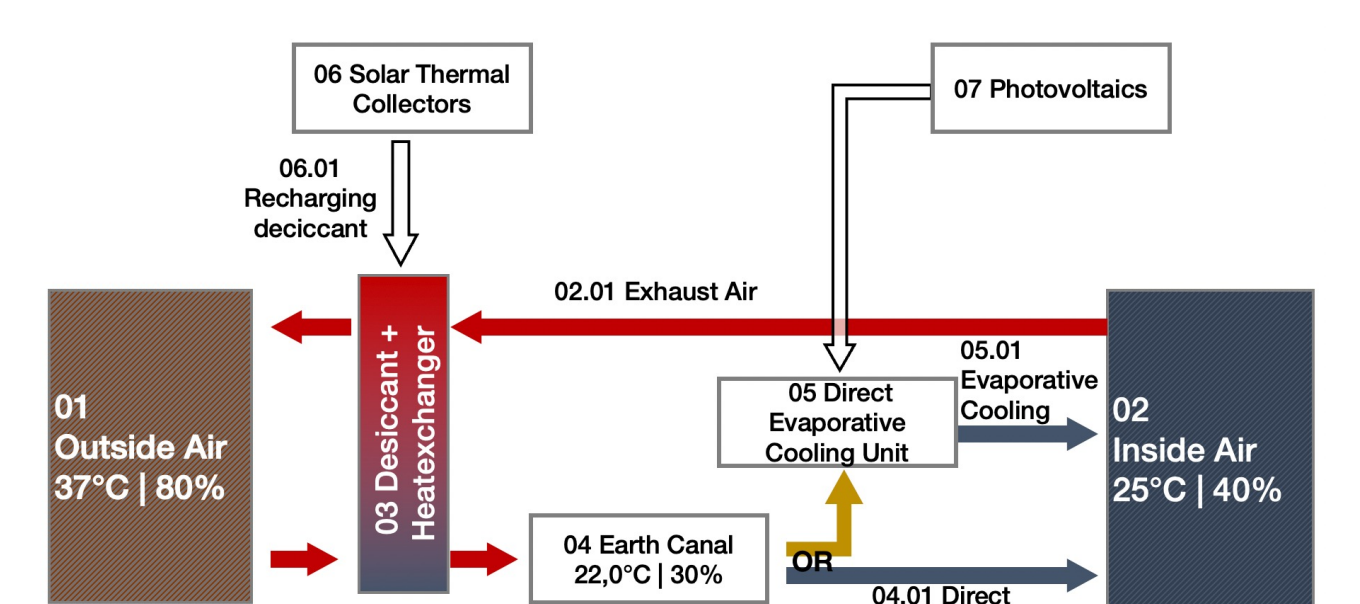 06 Solar Thermal
Collectors
07 Photovoltaics
06.01
Recharging
deciccant
02.01 Exhaust Air
01
Outside Air
37°C | 80%
03 Desiccant +
Heatexchanger
05 Direct
Evaporative
Cooling Unit
05.01
Evaporative
Cooling
02
Inside Air
25°C | 40%
04 Earth Canal
22,0°C | 30%
OR
04.01 Direct